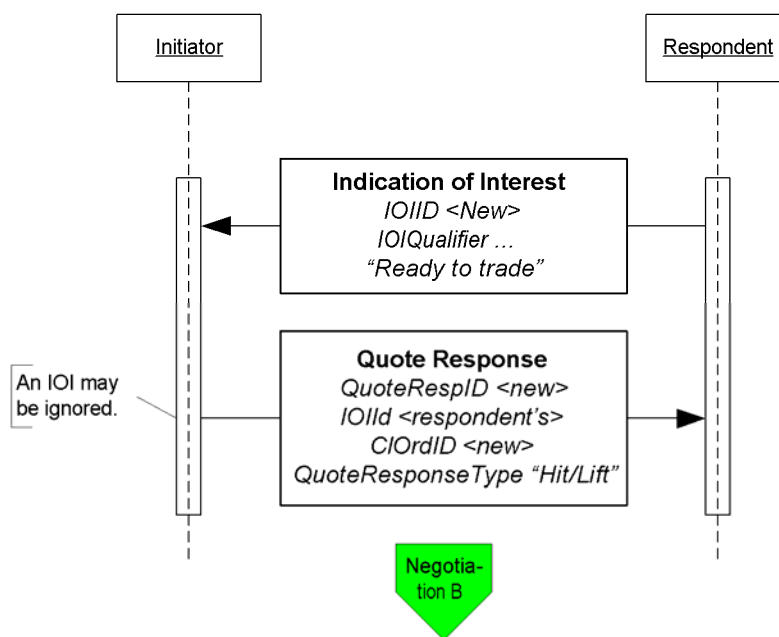 Initiator
Respondent
Indication of Interest
IOIID <New>
IOIQualifier ...
“Ready to trade”
Quote Response
QuoteRespID <new>
IOIId <respondent's>
ClOrdID <new>
QuoteResponseType “Hit/Lift”
An IOI may
be ignored.
Negotia-
tion B